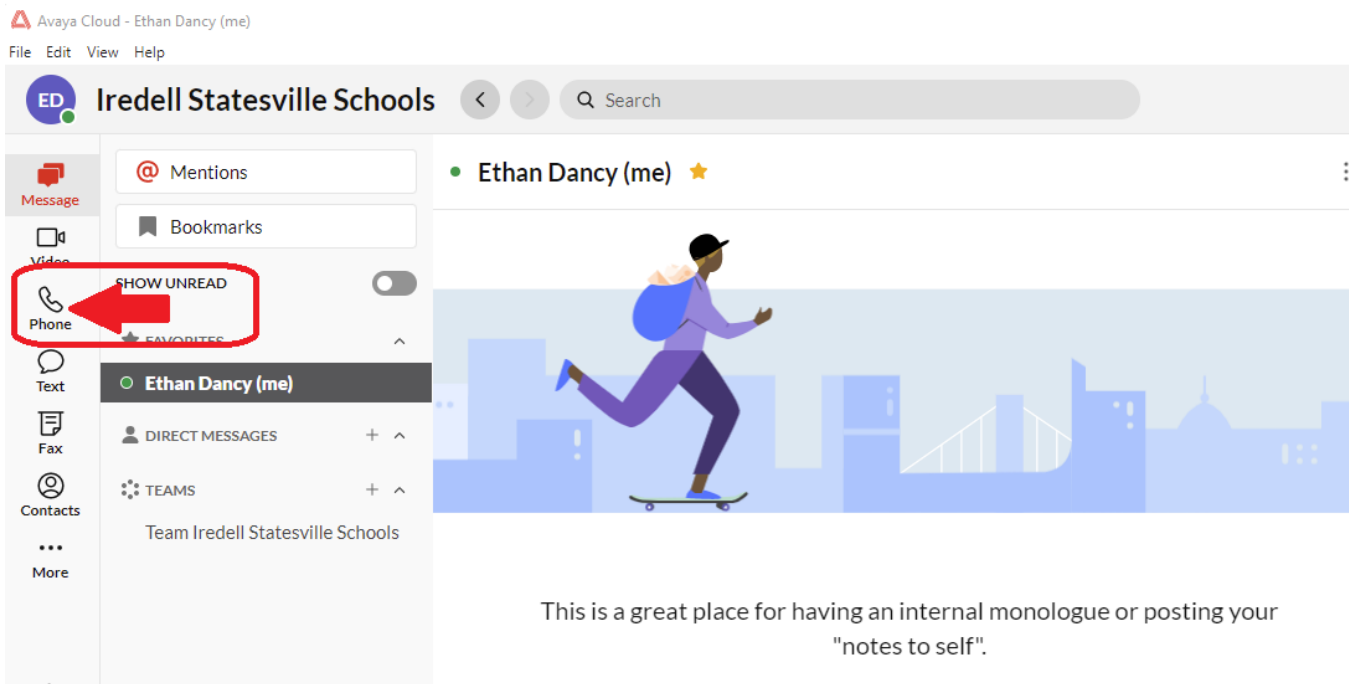 Avaya Cloud - Ethan Dancy (me)
File Edit View Help
ED Iredell Statesville Schools Search
Message
Video
Phone
Text
Fax
Contacts
More
@ Mentions
Bookmarks
SHOW UNREAD
FAVORITES
Ethan Dancy (me)
DIRECT MESSAGES
TEAMS
Team Iredell Statesville Schools
Ethan Dancy (me)
This is a great place for having an internal monologue or posting your
"notes to self".